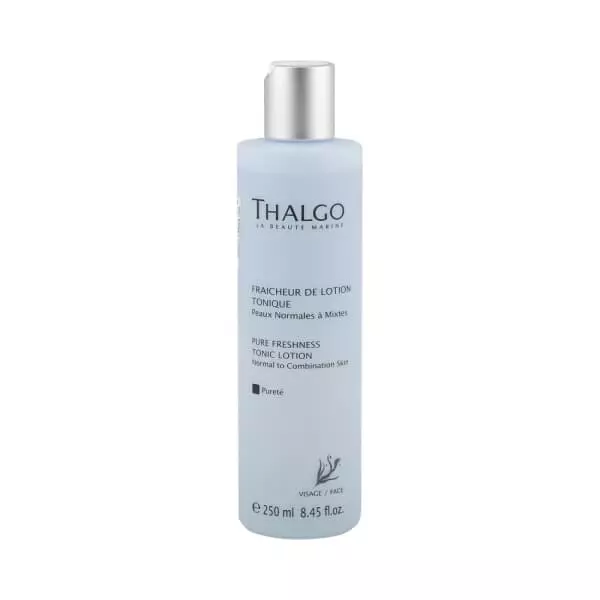 THALGO
LA BEAUTÉ MARINE
FRAICHEUR DE LOTION
TONIQUE
Peaux Normales à Mixtes
PURE FRESHNESS
TONIC LOTION
Normal to Combination Skin
Pureté
VISAGE / FACE
e 250 ml 8.45 fl.oz.